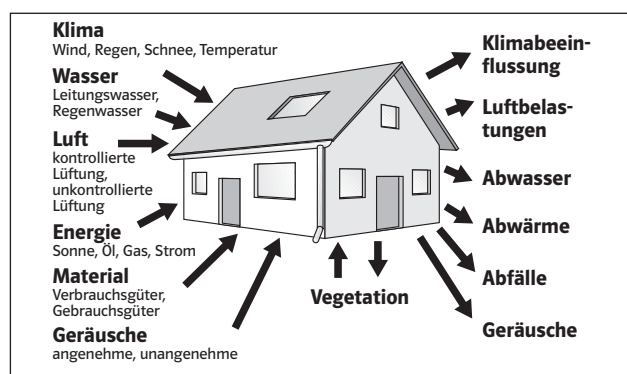 Klima
Wind, Regen, Schnee, Temperatur
Wasser
Leitungswasser,
Regenwasser
Luft
kontrollierte
Lüftung,
unkontrollierte
Lüftung
Energie
Sonne, Öl, Gas, Strom
Material
Verbrauchsgüter,
Gebrauchsgüter
Geräusche
angenehme, unangenehme
Vegetation
Klimabeein-
flussung
Luftbelas-
tungen
Abwasser
Abwärme
Abfälle
Geräusche